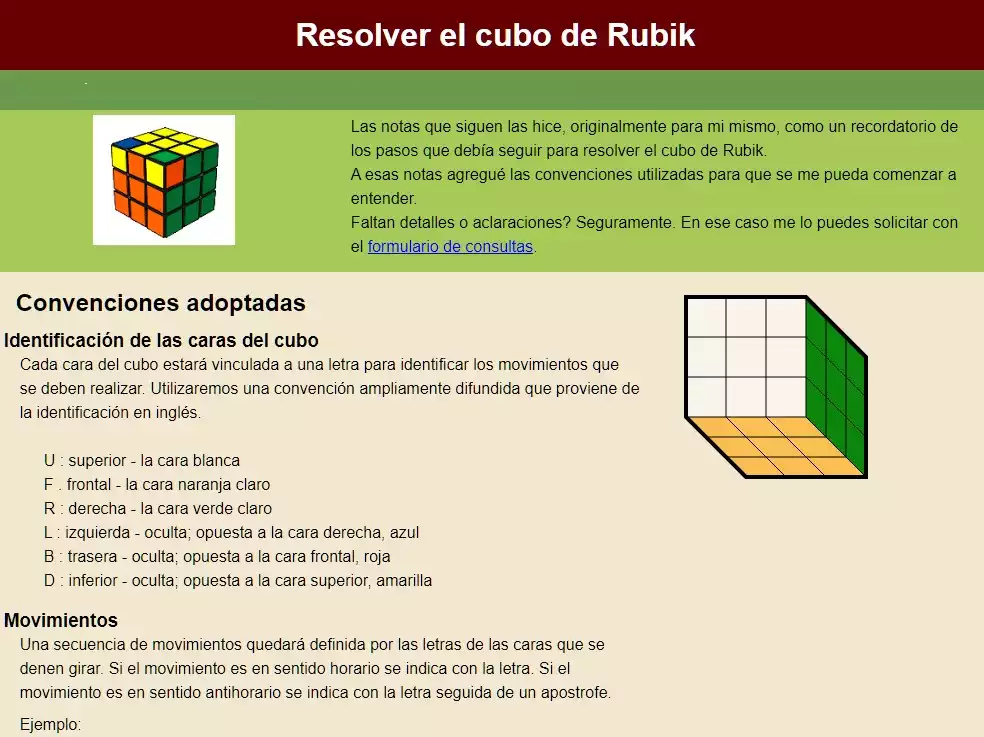 Resolver el cubo de Rubik
Las notas que siguen las hice, originalmente para mi mismo, como un recordatorio de
los pasos que debía seguir para resolver el cubo de Rubik.
A esas notas agregué las convenciones utilizadas para que se me pueda comenzar a
entender.
Faltan detalles o aclaraciones? Seguramente. En ese caso me lo puedes solicitar con
el formulario de consultas.
Convenciones adoptadas
Identificación de las caras del cubo
Cada cara del cubo estará vinculada a una letra para identificar los movimientos que
se deben realizar. Utilizaremos una convención ampliamente difundida que proviene de
la identificación en inglés.
U : superior - la cara blanca
F . frontal - la cara naranja claro
R : derecha - la cara verde claro
L : izquierda - oculta; opuesta a la cara derecha, azul
B : trasera - oculta; opuesta a la cara frontal, roja
D : inferior - oculta; opuesta a la cara superior, amarilla
Movimientos
Una secuencia de movimientos quedará definida por las letras de las caras que se
denen girar. Si el movimiento es en sentido horario se indica con la letra. Si el
movimiento es en sentido antihorario se indica con la letra seguida de un apostrofe.
Ejemplo: